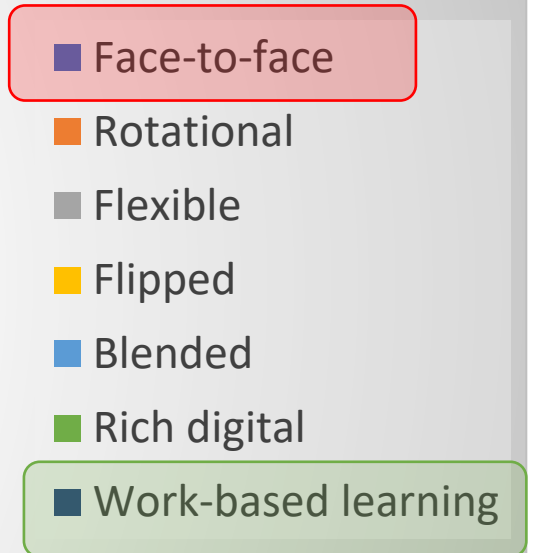 Face-to-face
Rotational
Flexible
Flipped
Blended
Rich digital
Work-based learning